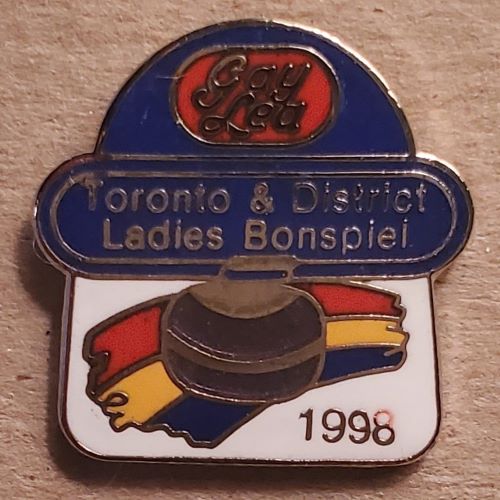 Gay
Lea
Toronto & District
Ladies Bonspiel
1998